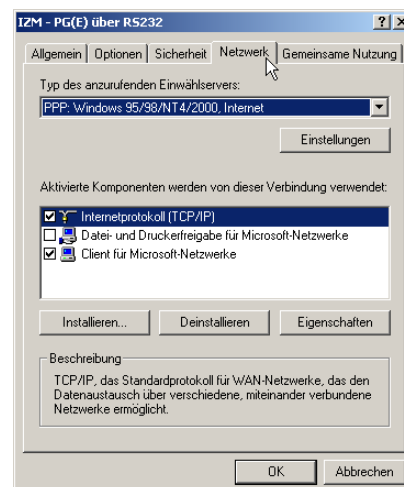 IZM - PG(E) über RS232
Allgemein Optionen Sicherheit Netzwerk Gemeinsame Nutzung
Typ des anzurufenden Einwählservers:
PPP: Windows 95/98/NT4/2000, Internet
Einstellungen
Aktivierte Komponenten werden von dieser Verbindung verwendet:
Internetprotokoll (TCP/IP)
Datei- und Druckerfreigabe für Microsoft-Netzwerke
Client für Microsoft-Netzwerke
Installieren... Deinstallieren Eigenschaften
Beschreibung
TCP/IP, das Standardprotokoll für WAN-Netzwerke, das den
Datenaustausch über verschiedene, miteinander verbundene
Netzwerke ermöglicht.
OK Abbrechen